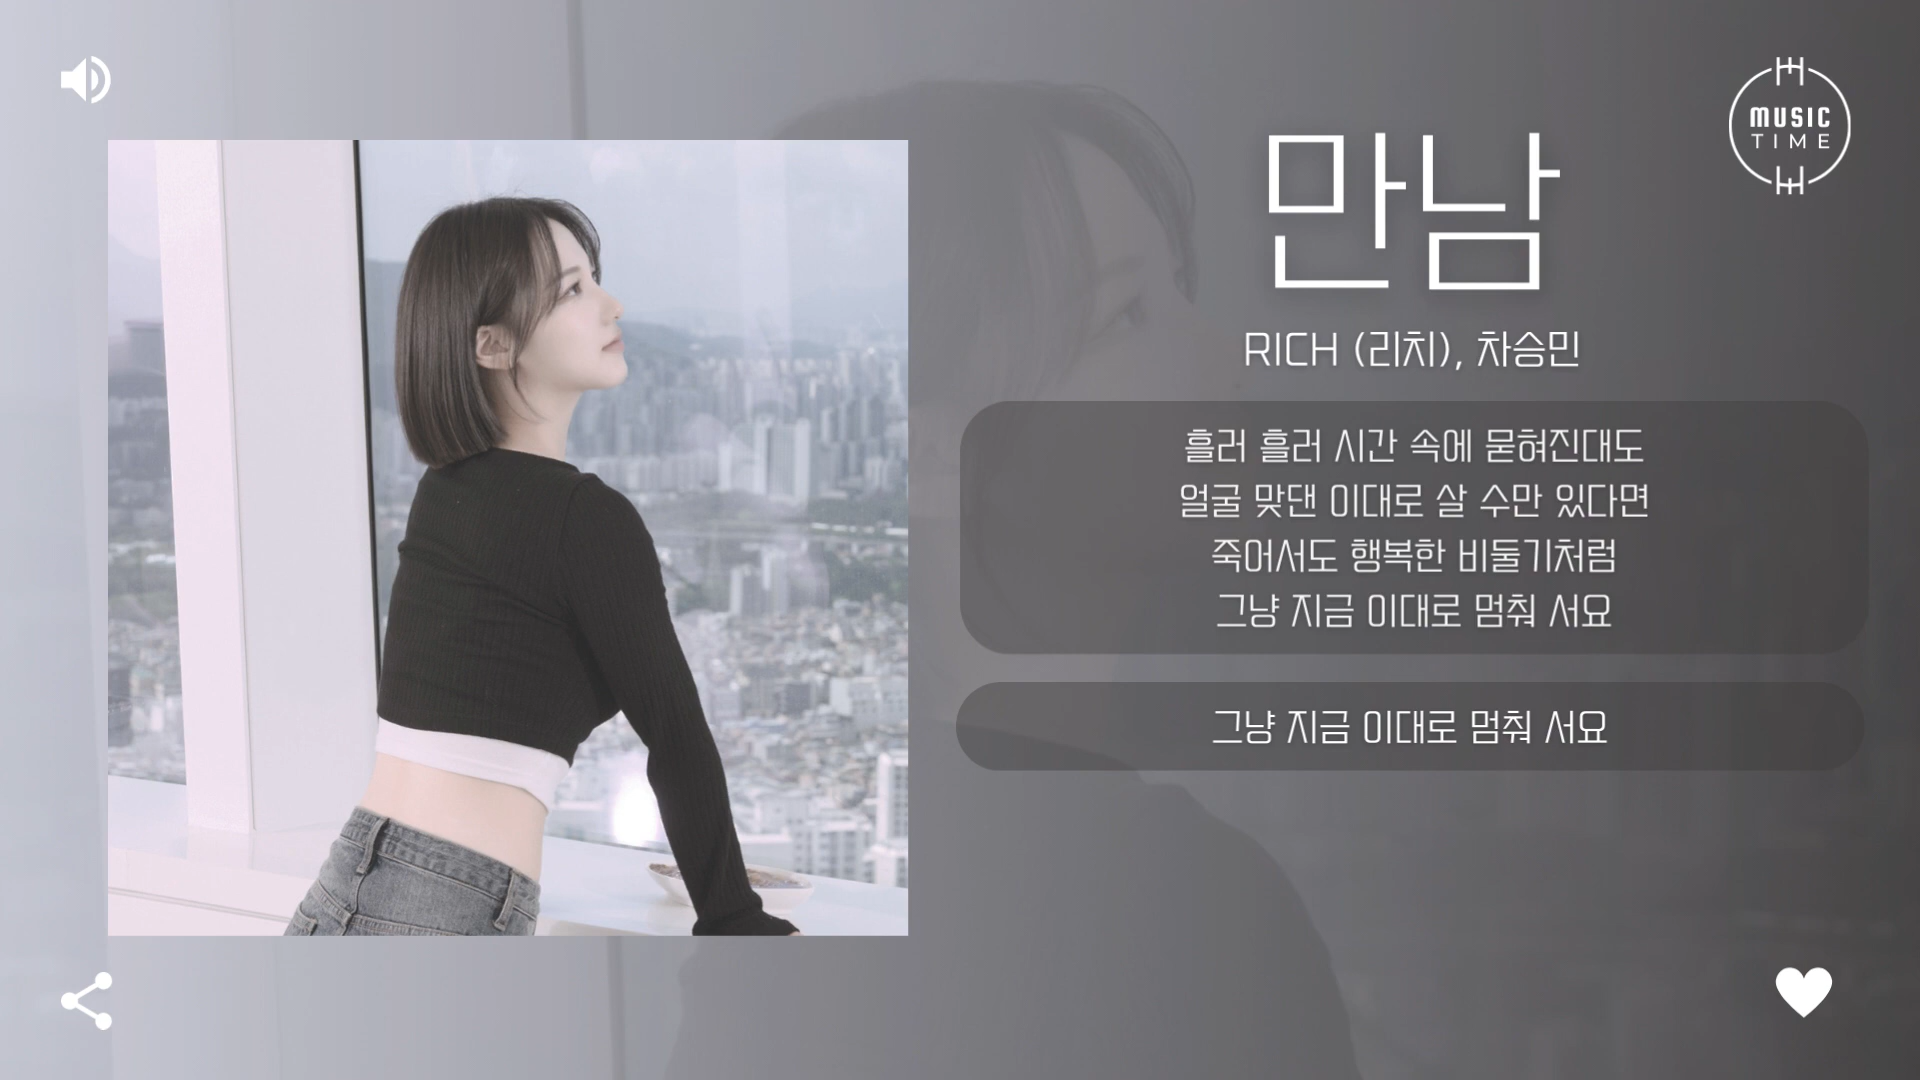 MUSIC
TIME
만남
RICH (리치), 차승민
흘러 흘러 시간 속에 묻혀진대도
얼굴 맞댄 이대로 살 수만 있다면
죽어서도 행복한 비둘기처럼
그냥 지금 이대로 멈춰 서요
그냥 지금 이대로 멈춰 서요